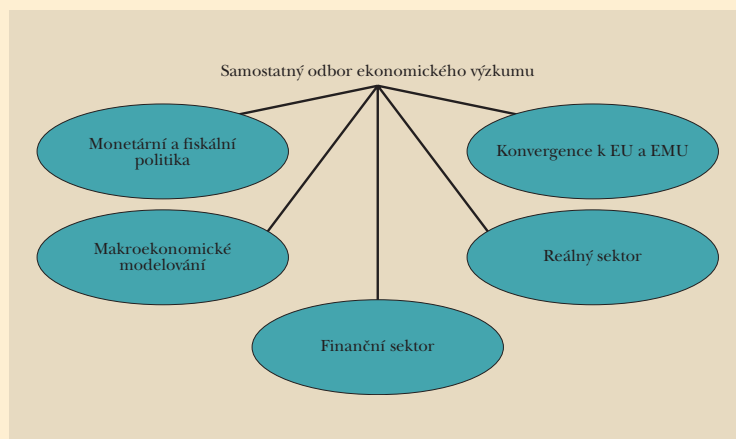 Samostatný odbor ekonomického výzkumu
Monetární a fiskální
politika
Konvergence k EU a EMU
Makroekonomické
modelování
Reálný sektor
Finanční sektor